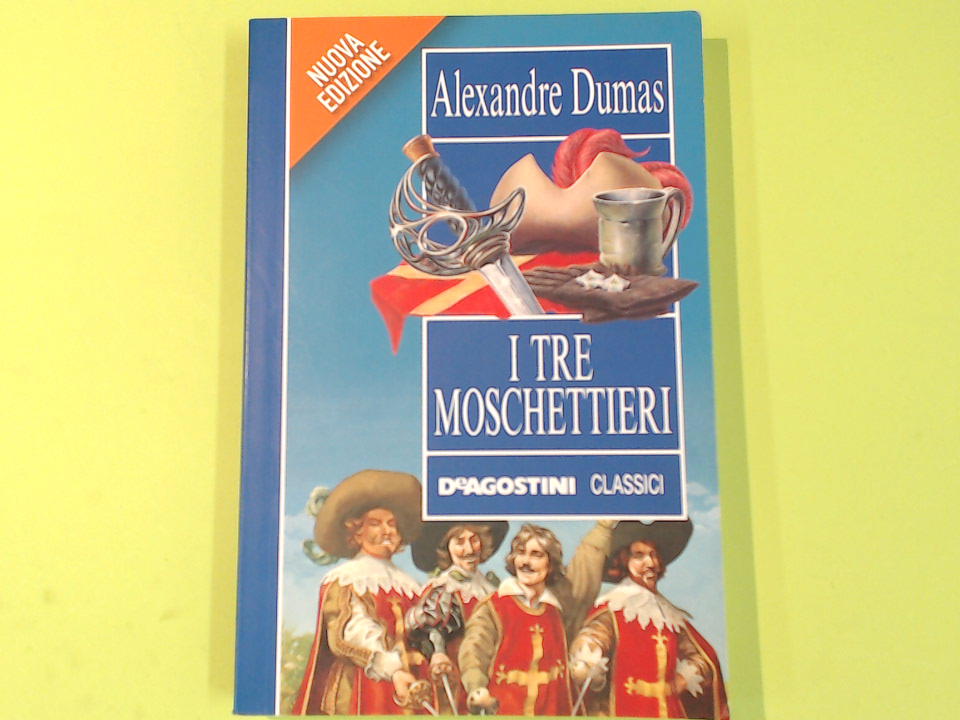 NUOVA
EDIZIONE
Alexandre Dumas
I TRE
MOSCHETTIERI
DeAGOSTINI CLASSICI